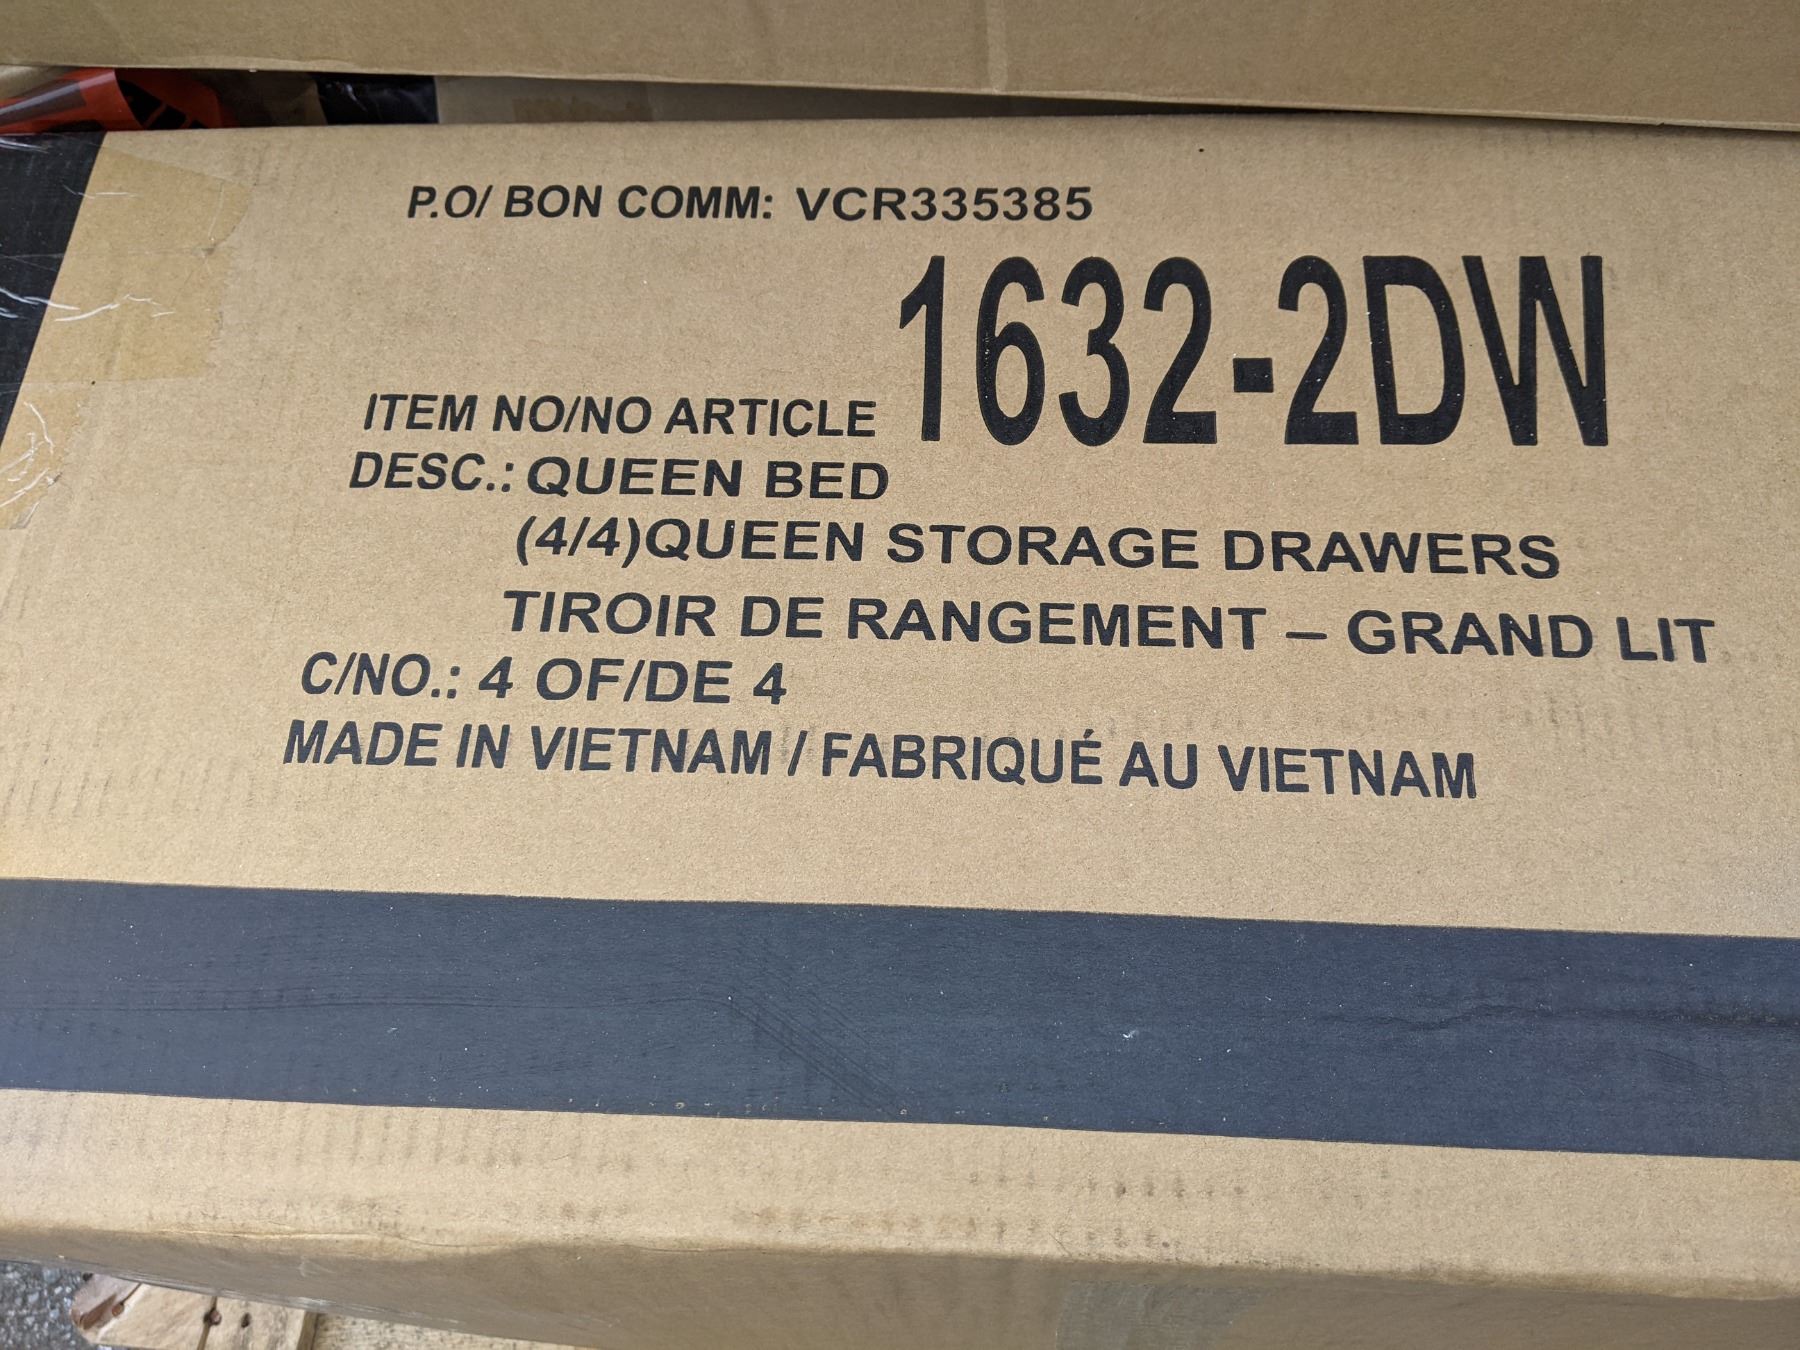 P.O/ BON COMM: VCR335385
ITEM NO/NO ARTICLE 1632-2DW
DESC.: QUEEN BED
(4/4)QUEEN STORAGE DRAWERS
TIROIR DE RANGEMENT – GRAND LIT
C/NO.: 4 OF/DE 4
MADE IN VIETNAM / FABRIQUÉ AU VIETNAM